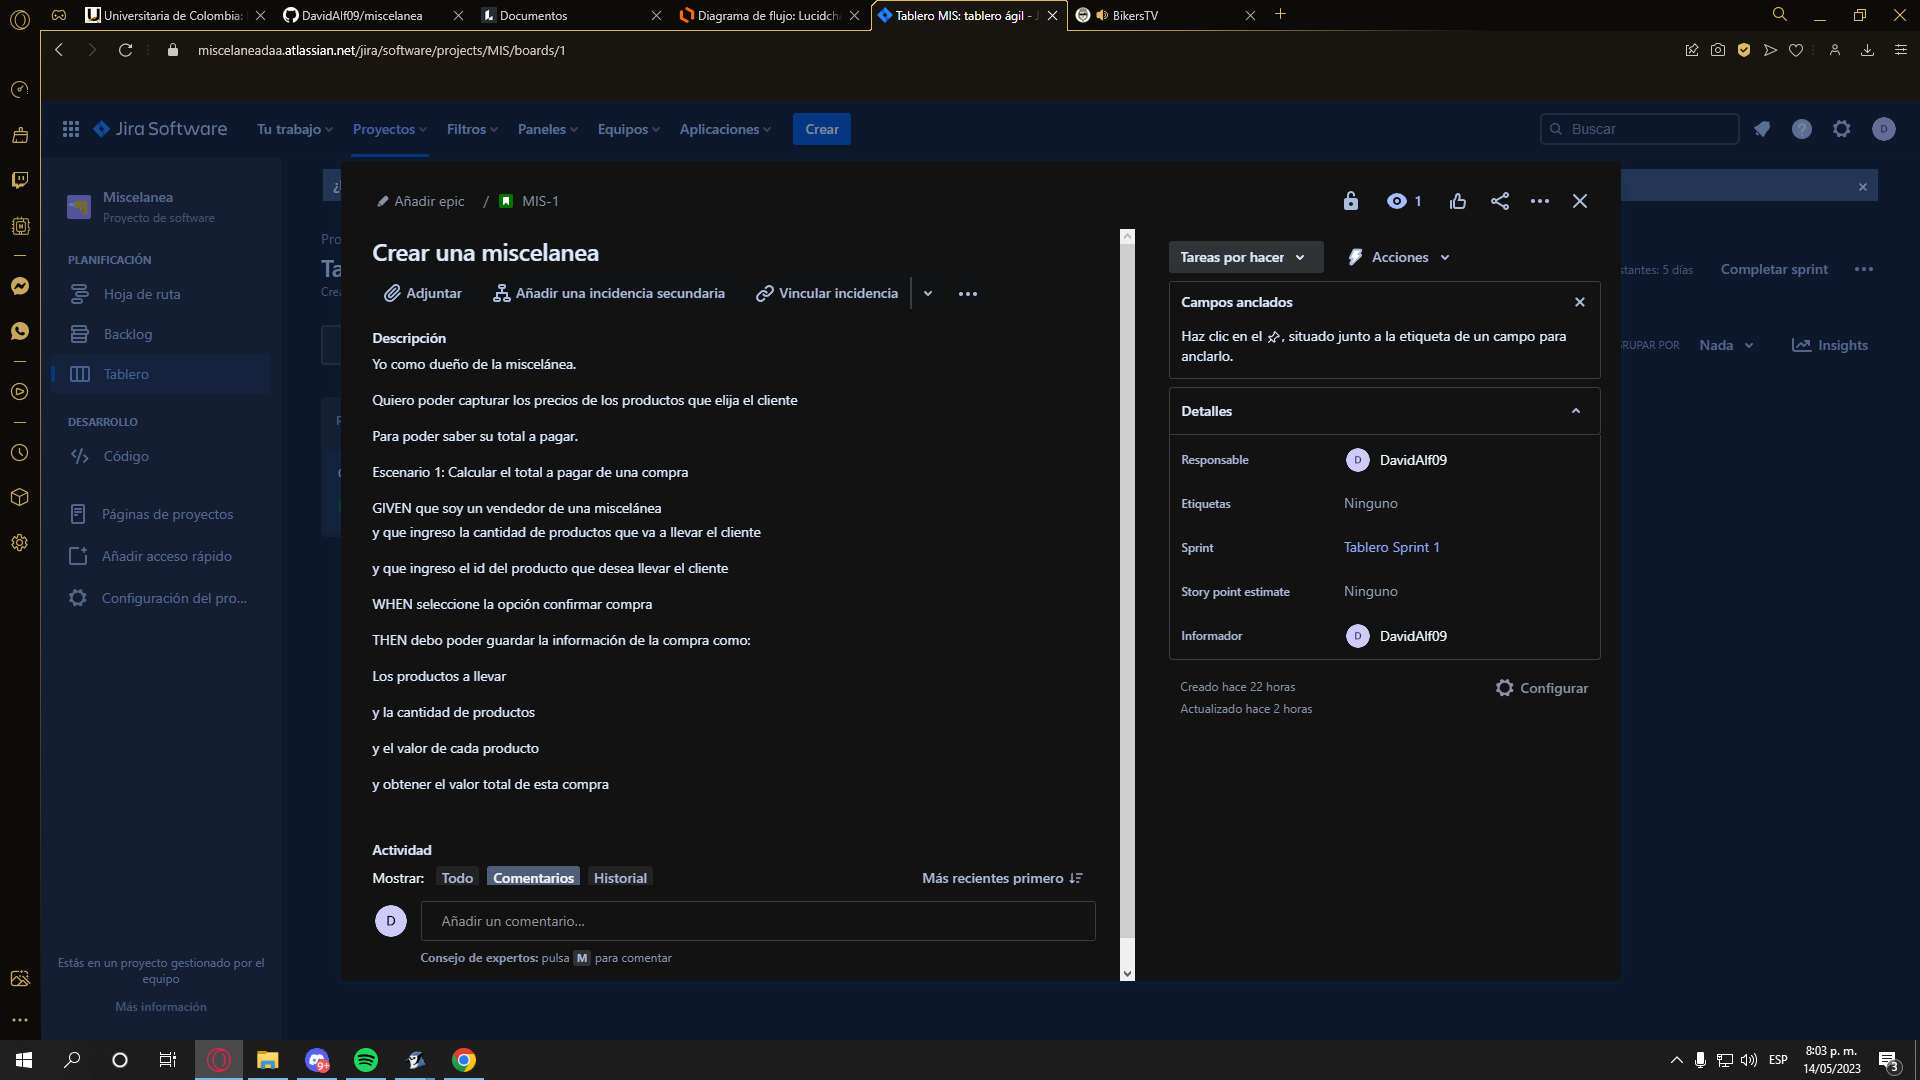 Universitaria de Colombia:
DavidAlf09/miscelanea
Documentos
Diagrama de flujo: Lucidcha
Tablero MIS: tablero ágil - J
BikersTV
miscelaneadaa.atlassian.net/jira/software/projects/MIS/boards/1
Jira Software
Tu trabajo
Proyectos
Filtros
Paneles
Equipos
Aplicaciones
Crear
Buscar
D
Miscelanea
Proyecto de software
PLANIFICACIÓN
Hoja de ruta
Backlog
Tablero
DESARROLLO
Código
Páginas de proyectos
Añadir acceso rápido
Configuración del pro...
Estás en un proyecto gestionado por el
equipo
Más información
Pro
Ta
Crea
stantes: 5 días
Completar sprint
RUPAR POR
Nada
Insights
Añadir epic
/
MIS-1
1
Crear una miscelanea
Adjuntar
Añadir una incidencia secundaria
Vincular incidencia
Descripción
Yo como dueño de la miscelánea.
Quiero poder capturar los precios de los productos que elija el cliente
Para poder saber su total a pagar.
Escenario 1: Calcular el total a pagar de una compra
GIVEN que soy un vendedor de una miscelánea
y que ingreso la cantidad de productos que va a llevar el cliente
y que ingreso el id del producto que desea llevar el cliente
WHEN seleccione la opción confirmar compra
THEN debo poder guardar la información de la compra como:
Los productos a llevar
y la cantidad de productos
y el valor de cada producto
y obtener el valor total de esta compra
Actividad
Mostrar:
Todo
Comentarios
Historial
Más recientes primero
D
Añadir un comentario...
Consejo de expertos: pulsa M para comentar
Tareas por hacer
Acciones
Campos anclados
Haz clic en el , situado junto a la etiqueta de un campo para
anclarlo.
Detalles
Responsable
D
DavidAlf09
Etiquetas
Ninguno
Sprint
Tablero Sprint 1
Story point estimate
Ninguno
Informador
D
DavidAlf09
Creado hace 22 horas
Actualizado hace 2 horas
Configurar
9+
ESP
8:03 p. m.
14/05/2023
3